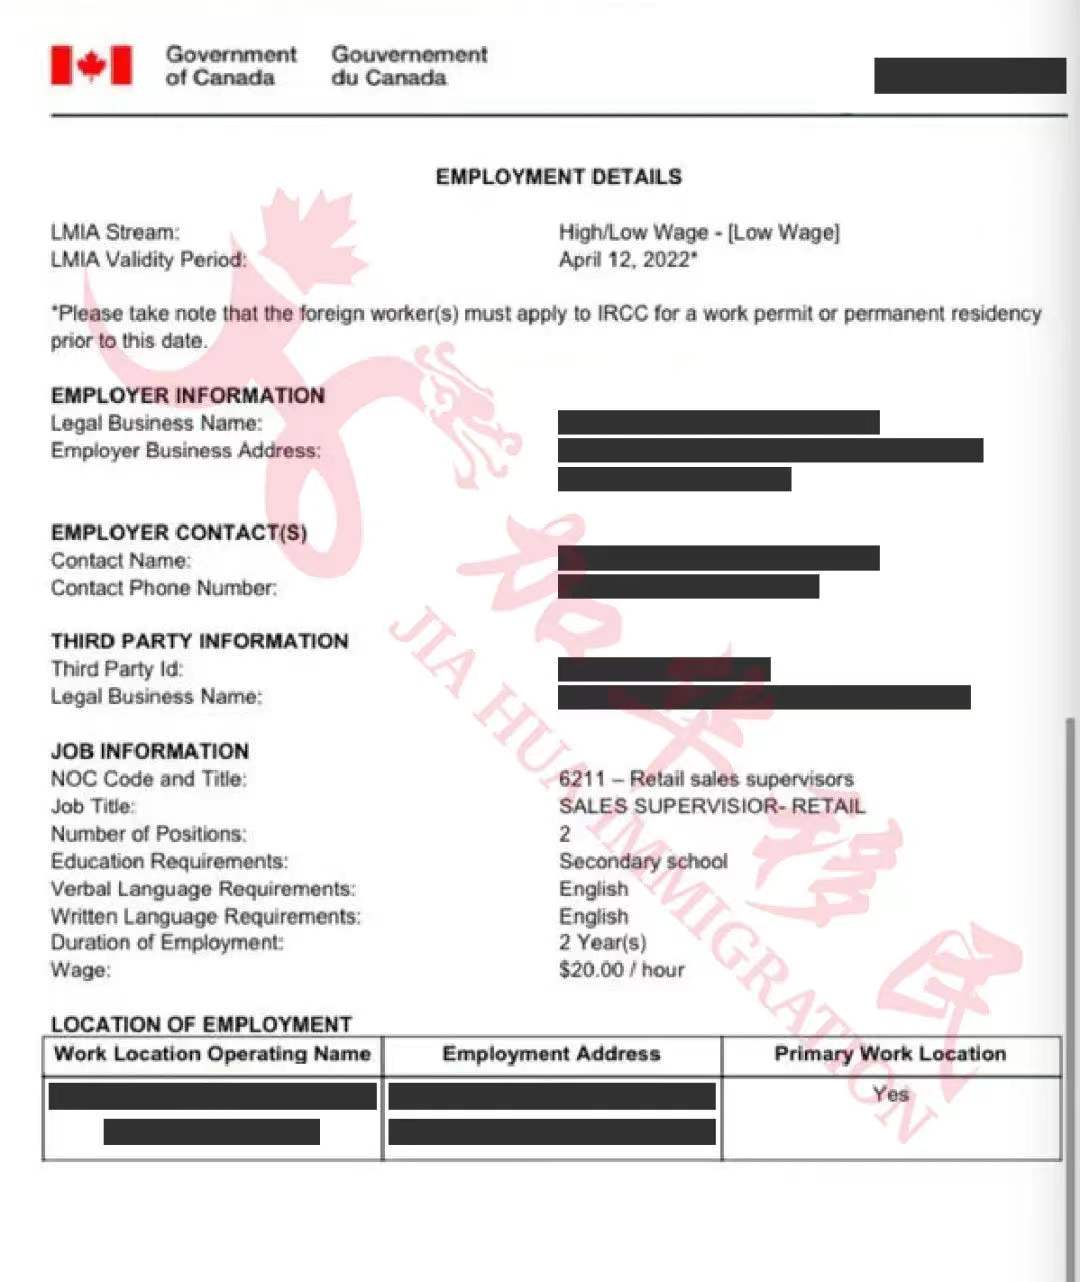 Government of Canada
Gouvernement du Canada
EMPLOYMENT DETAILS
LMIA Stream: High/Low Wage - [Low Wage]
LMIA Validity Period: April 12, 2022*
*Please take note that the foreign worker(s) must apply to IRCC for a work permit or permanent residency
prior to this date.
EMPLOYER INFORMATION
Legal Business Name:
Employer Business Address:
EMPLOYER CONTACT(S)
Contact Name:
Contact Phone Number:
THIRD PARTY INFORMATION
Third Party Id:
Legal Business Name:
JOB INFORMATION
NOC Code and Title: 6211 – Retail sales supervisors
Job Title: SALES SUPERVISIOR- RETAIL
Number of Positions: 2
Education Requirements: Secondary school
Verbal Language Requirements: English
Written Language Requirements: English
Duration of Employment: 2 Year(s)
Wage: $20.00 / hour
LOCATION OF EMPLOYMENT
Work Location Operating Name Employment Address Primary Work Location
Yes
加华移民
JIA HUA IMMIGRATION